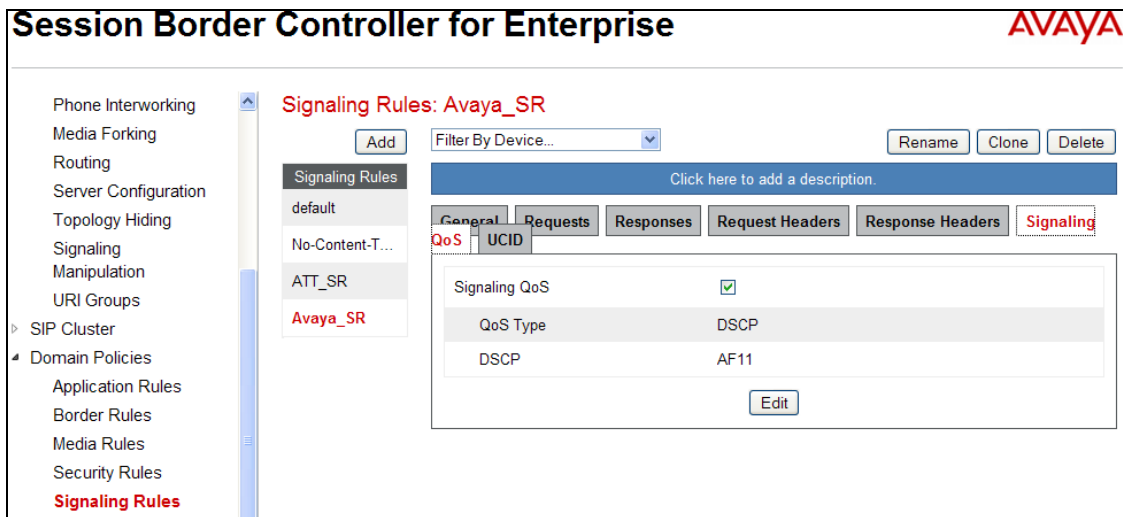 Session Border Controller for Enterprise
AVAYA
Phone Interworking
Media Forking
Routing
Server Configuration
Topology Hiding
Signaling
Manipulation
URI Groups
SIP Cluster
Domain Policies
Application Rules
Border Rules
Media Rules
Security Rules
Signaling Rules
Signaling Rules: Avaya_SR
Add
Filter By Device...
Rename
Clone
Delete
Signaling Rules
default
No-Content-T...
ATT_SR
Avaya_SR
Click here to add a description.
General
Requests
Responses
Request Headers
Response Headers
Signaling
QoS
UCID
Signaling QoS
QoS Type
DSCP
DSCP
AF11
Edit